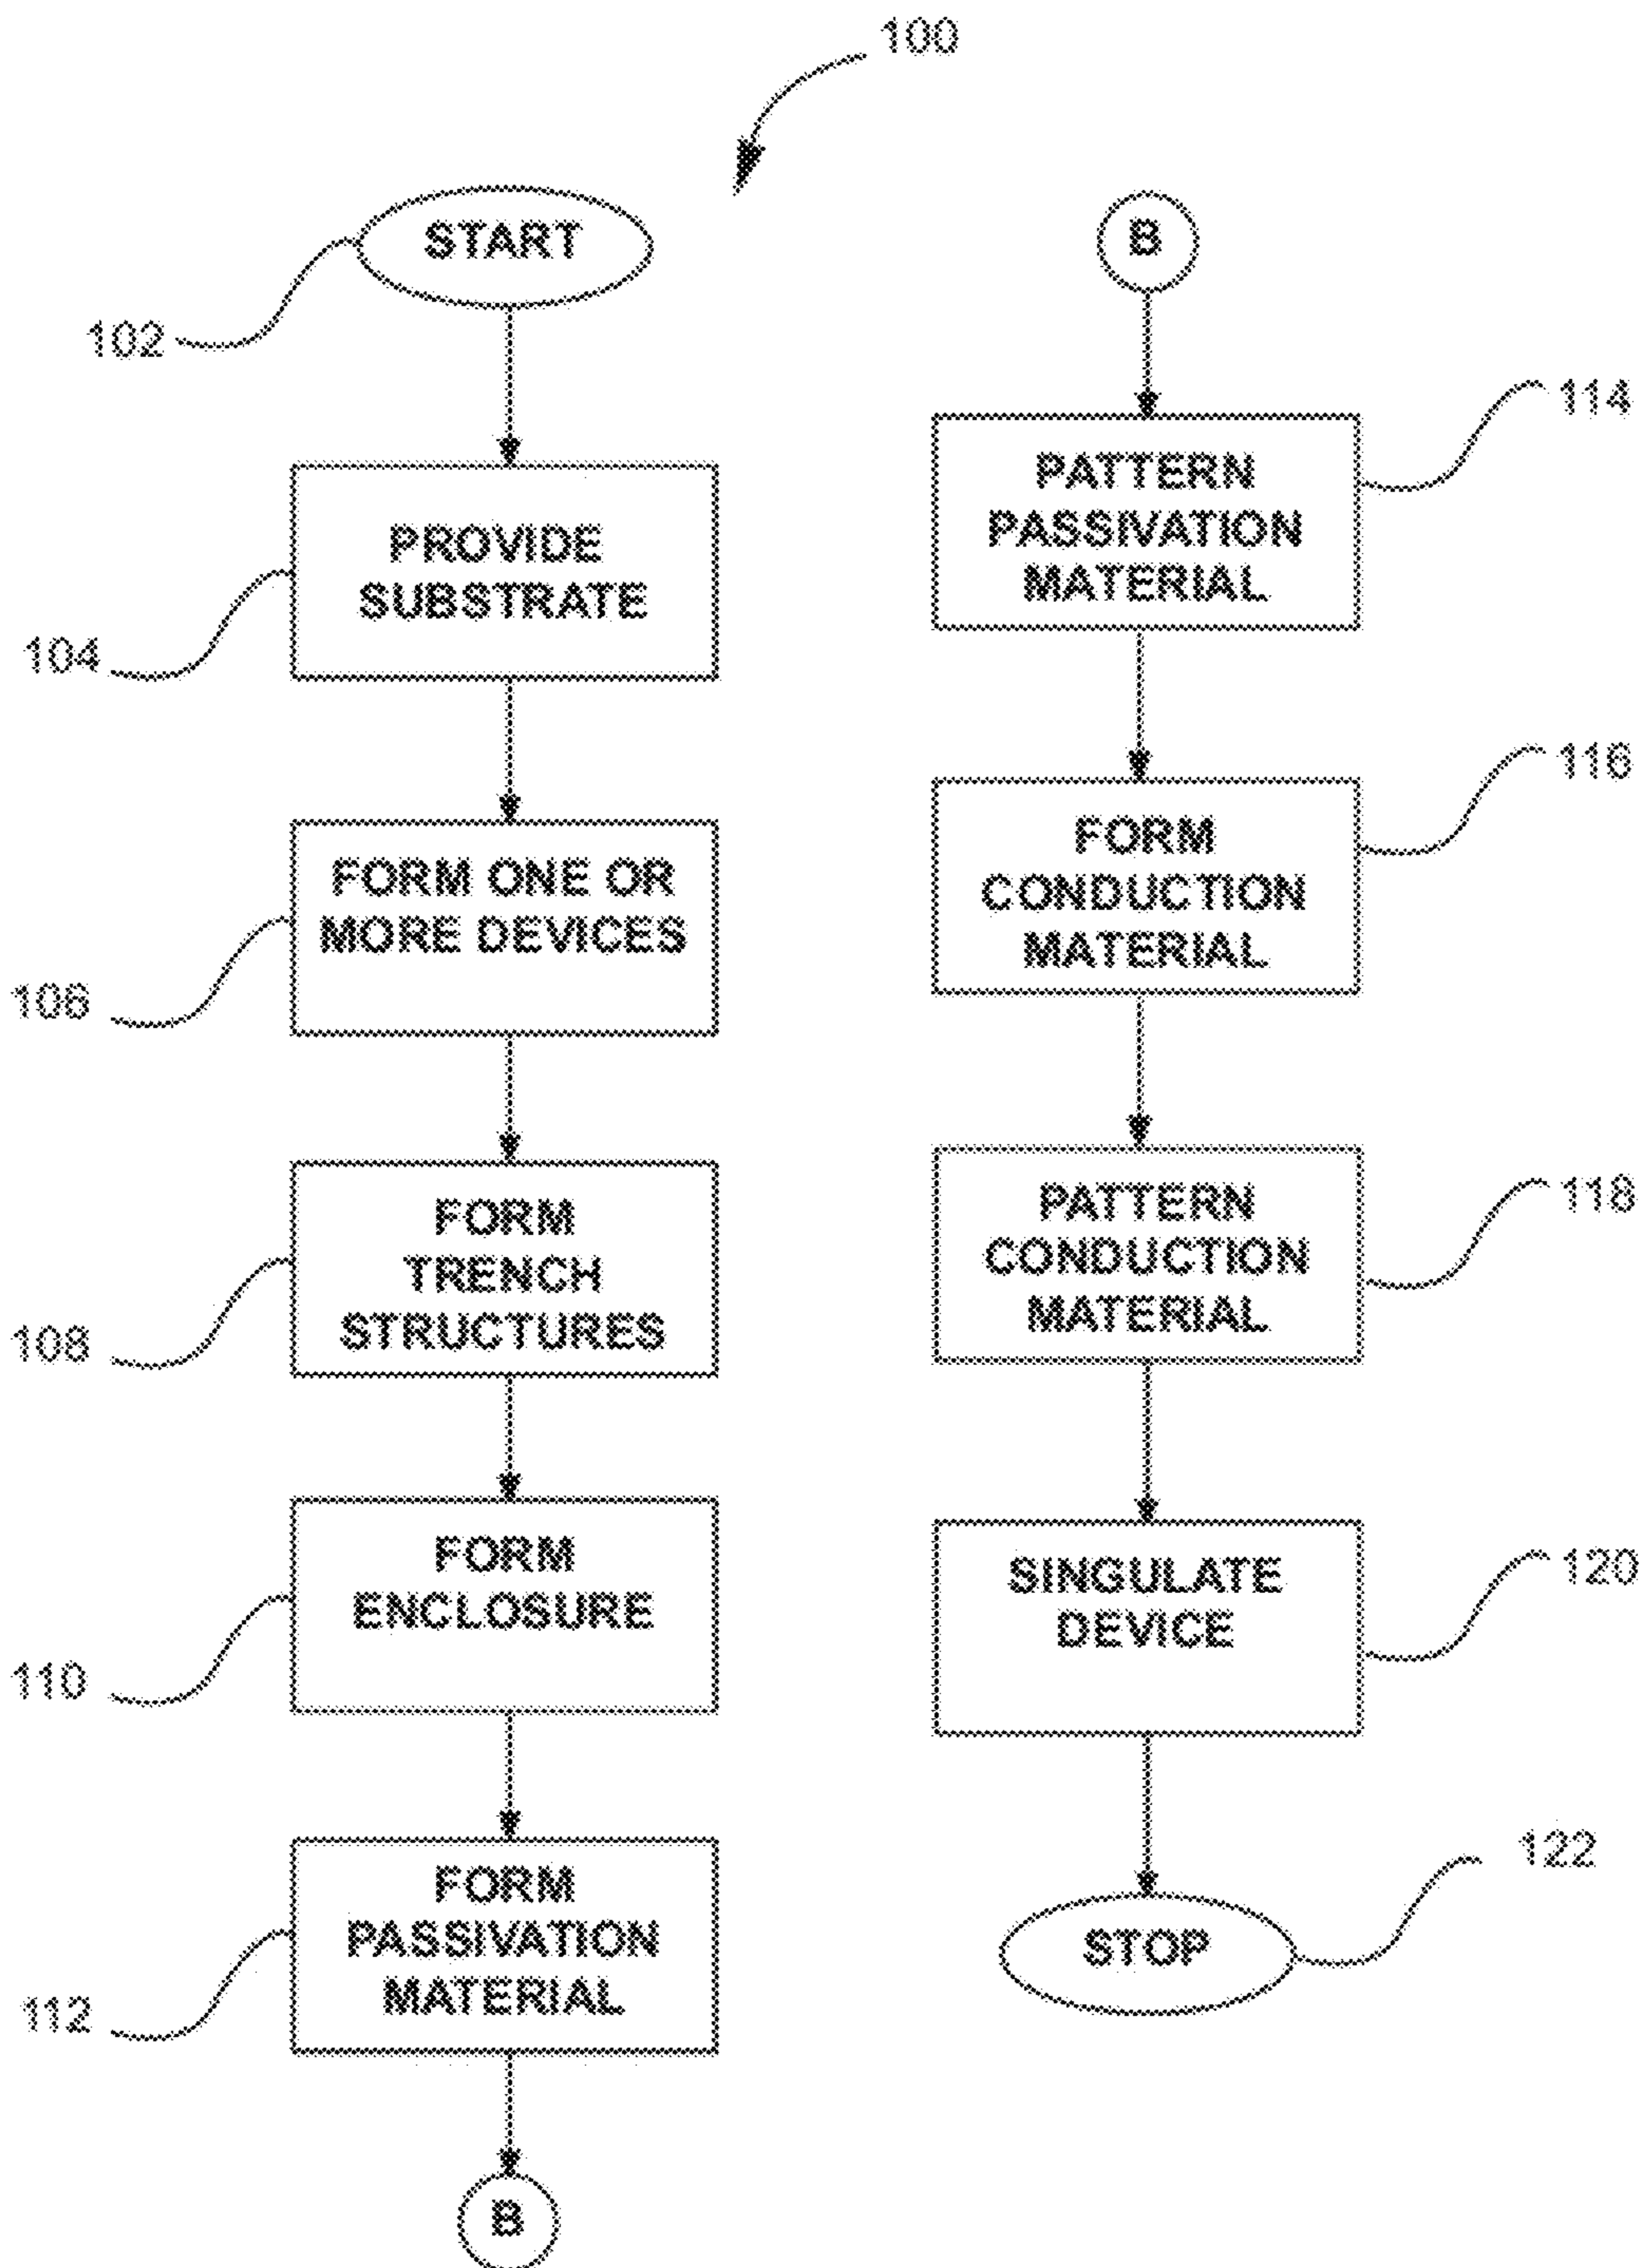 100
START
102
PROVIDE
SUBSTRATE
104
FORM ONE OR
MORE DEVICES
106
FORM
TRENCH
STRUCTURES
108
FORM
ENCLOSURE
110
FORM
PASSIVATION
MATERIAL
112
B
B
114
PATTERN
PASSIVATION
MATERIAL
116
FORM
CONDUCTION
MATERIAL
118
PATTERN
CONDUCTION
MATERIAL
120
SINGULATE
DEVICE
122
STOP